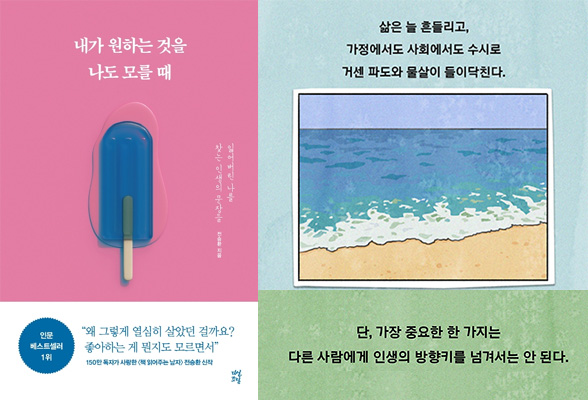 내가 원하는 것을
나도 모를 때
잃어버린 나를
찾는 인생의 문장들
전승환 지음
인문
베스트셀러
1위
“왜 그렇게 열심히 살았던 걸까요?
좋아하는 게 뭔지도 모르면서”
150만 독자가 사랑한 〈책 읽어주는 남자〉 전승환 신작
다산
초당
삶은 늘 흔들리고,
가정에서도 사회에서도 수시로
거센 파도와 물살이 들이닥친다.
단, 가장 중요한 한 가지는
다른 사람에게 인생의 방향키를 넘겨서는 안 된다.